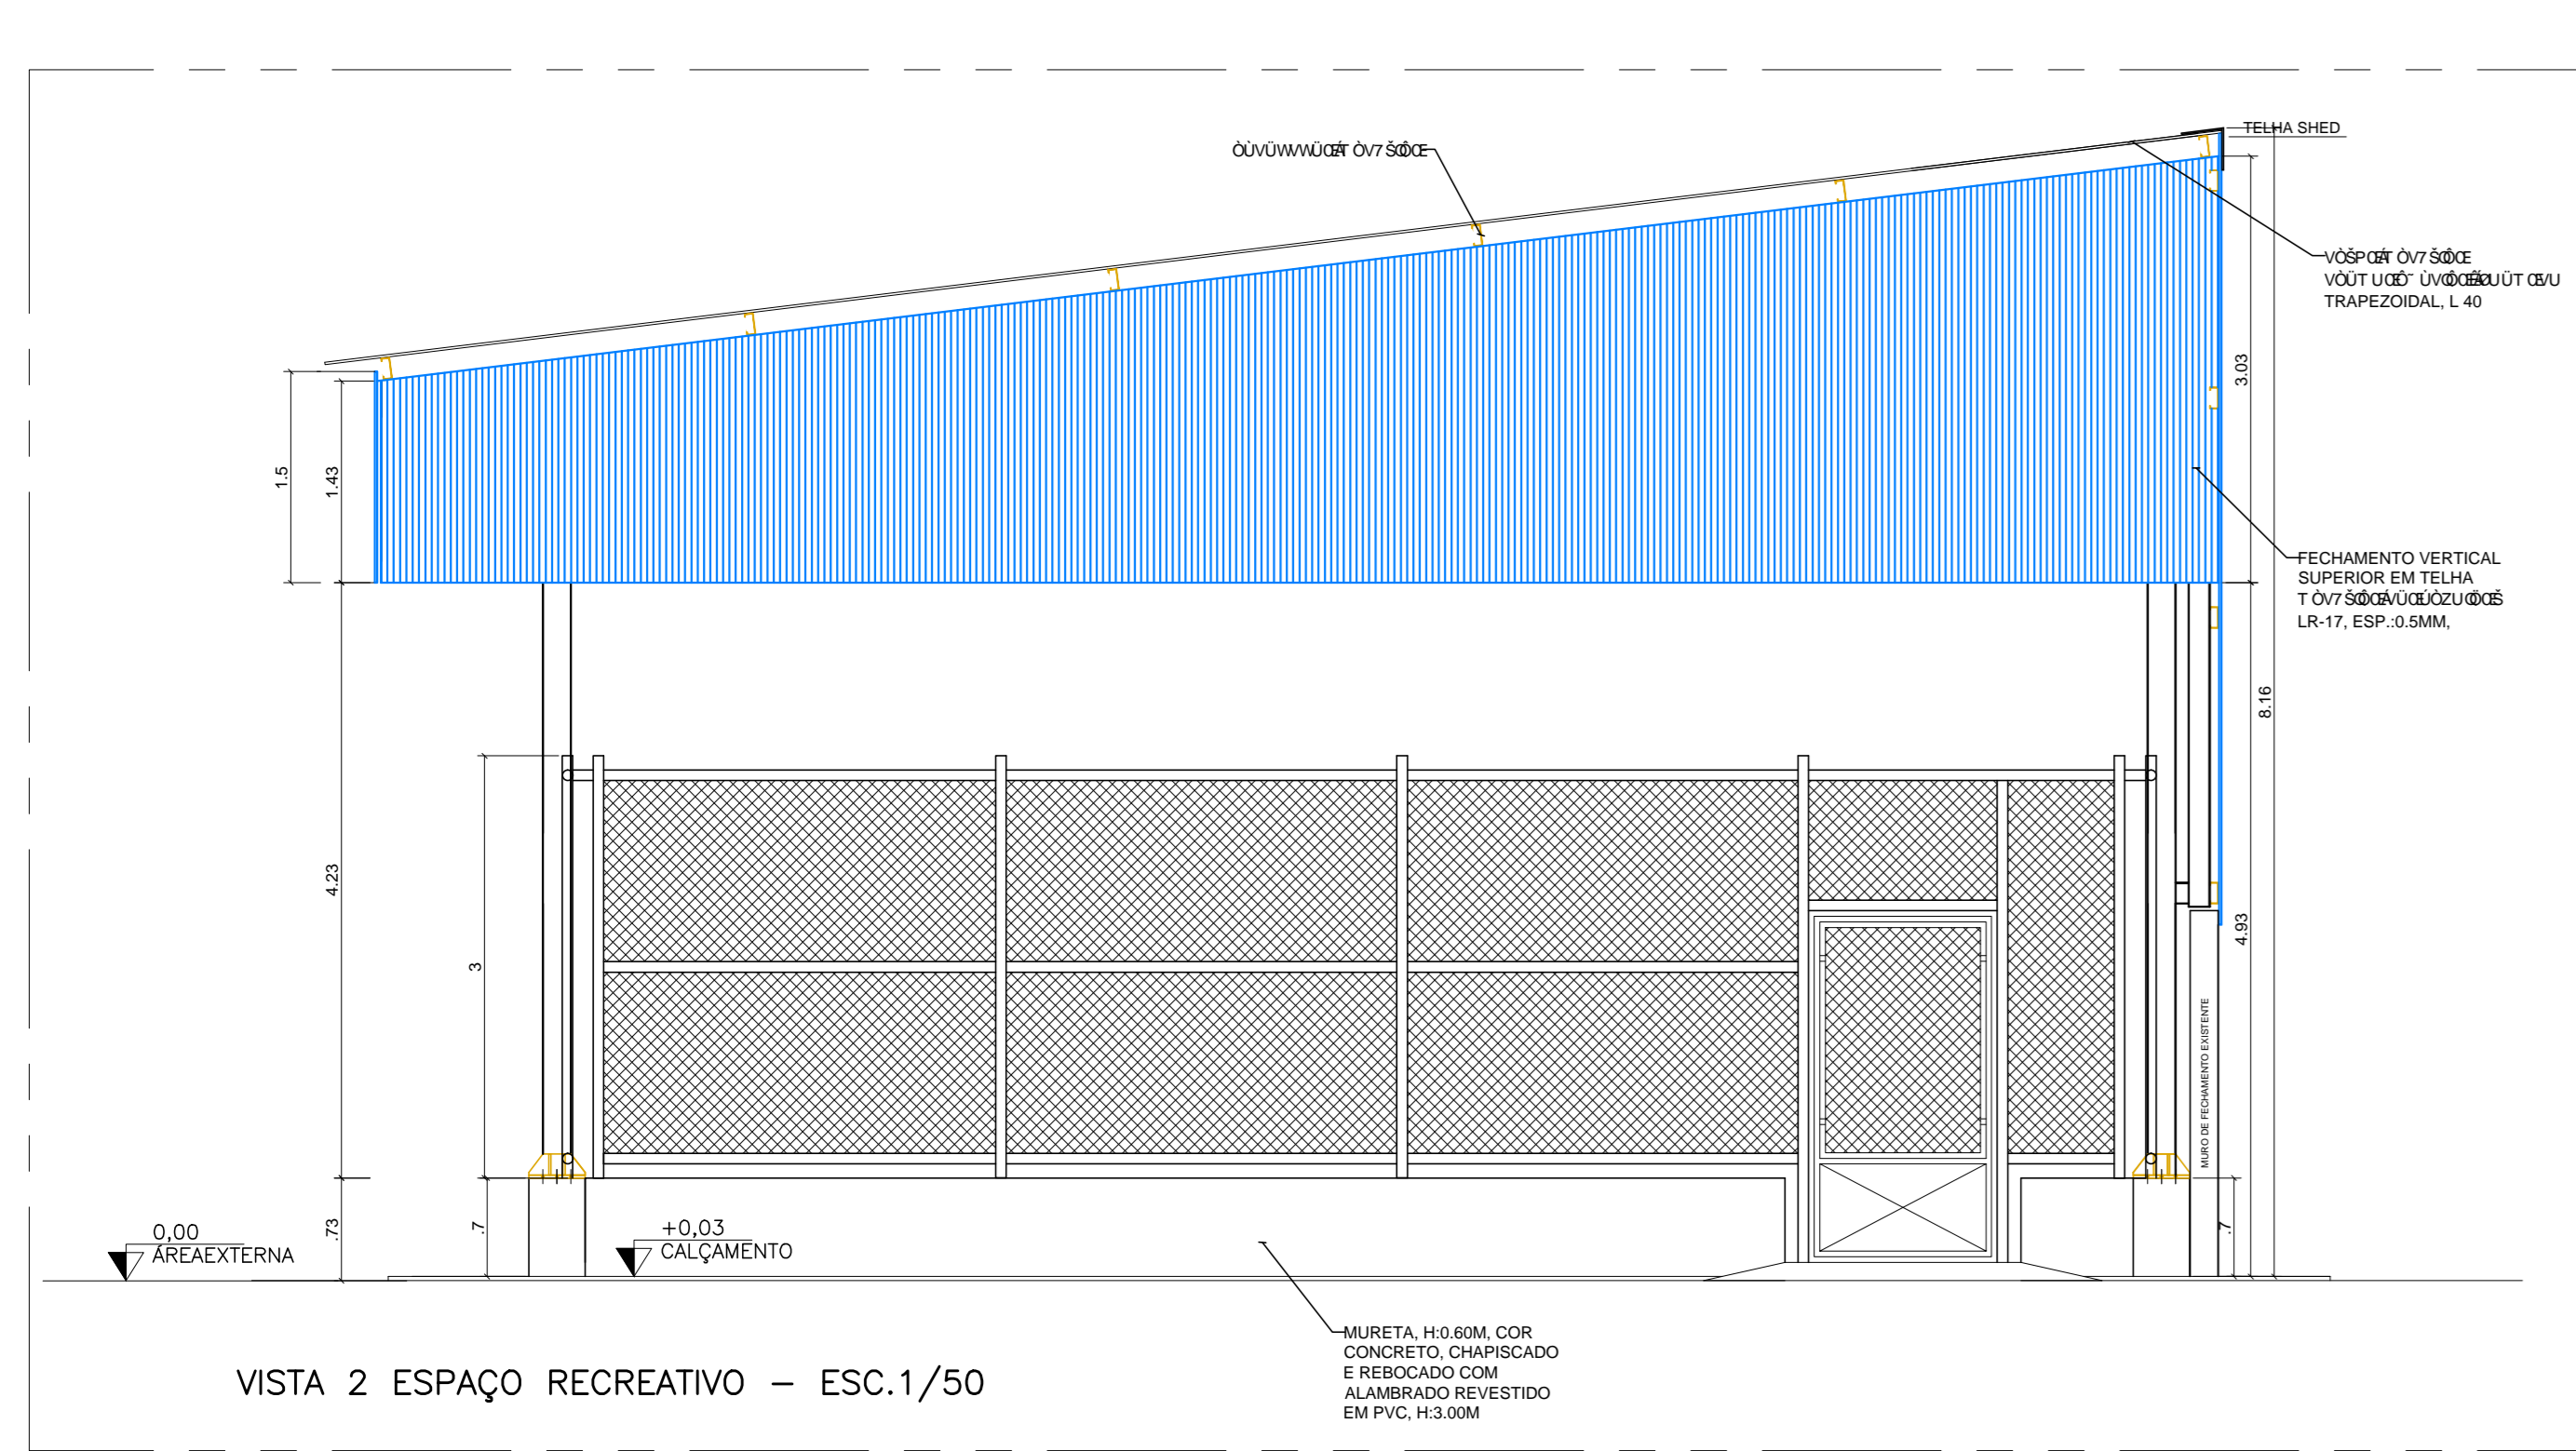 TELHA SHED
TRAPEZOIDAL, L 40
3.03
1.5
1.43
FECHAMENTO VERTICAL
SUPERIOR EM TELHA
LR-17, ESP.:0.5MM,
8.16
4.23
4.93
3
MURO DE FECHAMENTO EXISTENTE
.73
.7
.7
0,00
ÁREAEXTERNA
+0,03
CALÇAMENTO
MURETA, H:0.60M, COR
CONCRETO, CHAPISCADO
E REBOCADO COM
ALAMBRADO REVESTIDO
EM PVC, H:3.00M
VISTA 2 ESPAÇO RECREATIVO – ESC.1/50